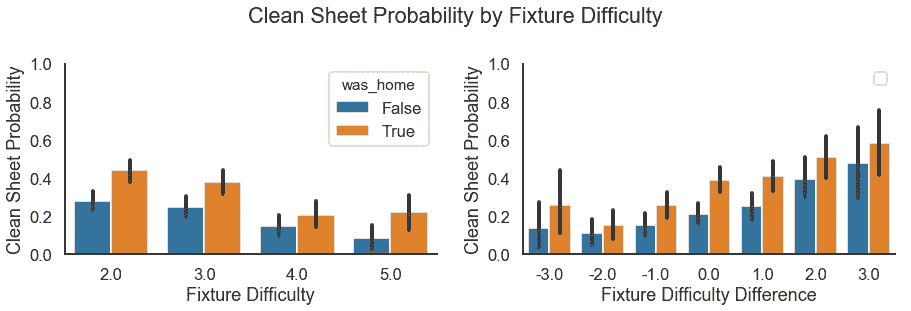 Clean Sheet Probability by Fixture Difficulty
Clean Sheet Probability
1.0
0.8
0.6
0.4
0.2
0.0
was_home
False
True
2.0 3.0 4.0 5.0
Fixture Difficulty
Clean Sheet Probability
1.0
0.8
0.6
0.4
0.2
0.0
-3.0 -2.0 -1.0 0.0 1.0 2.0 3.0
Fixture Difficulty Difference